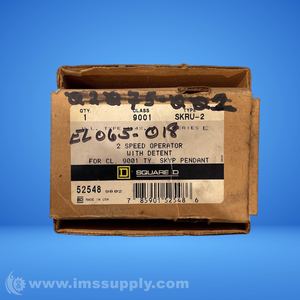 QTY. CLASS TYPE
1 9001 SKRU-2
EL065-018
2 SPEED OPERATOR
WITH DETENT
FOR CL. 9001 TY. SKYP PENDANT
D SQUARE D
52548
MADE IN USA
7 85901 52548 6
www.imssupply.com